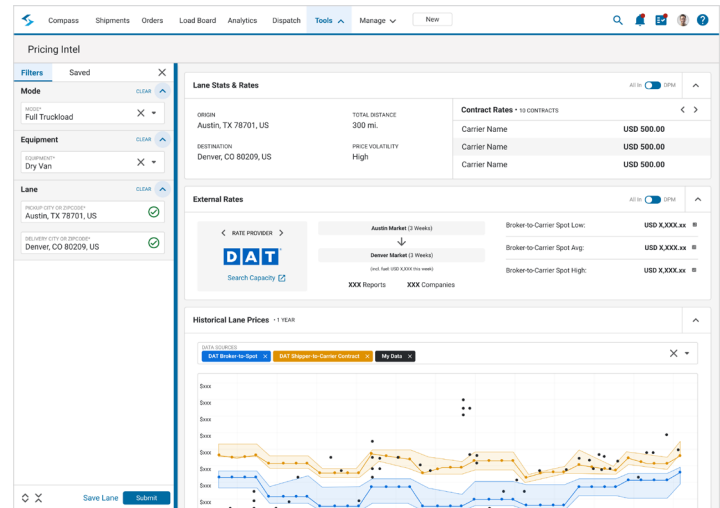 Compass Shipments Orders Load Board Analytics Dispatch Tools Manage New
Pricing Intel
Filters Saved
Mode CLEAR
MODE*
Full Truckload
Equipment CLEAR
EQUIPMENT*
Dry Van
Lane CLEAR
PICKUP CITY OR ZIPCODE*
Austin, TX 78701, US
DELIVERY CITY OR ZIPCODE*
Denver, CO 80209, US
Save Lane Submit
Lane Stats & Rates All In DPM
ORIGIN
Austin, TX 78701, US
TOTAL DISTANCE
300 mi.
DESTINATION
Denver, CO 80209, US
PRICE VOLATILITY
High
Contract Rates • 10 CONTRACTS
Carrier Name USD 500.00
Carrier Name USD 500.00
Carrier Name USD 500.00
External Rates All In DPM
RATE PROVIDER
DAT
Search Capacity
Austin Market (3 Weeks)
Denver Market (3 Weeks)
(incl. fuel USD X,XXX this week)
XXX Reports XXX Companies
Broker-to-Carrier Spot Low: USD X,XXX.xx
Broker-to-Carrier Spot Avg: USD X,XXX.xx
Broker-to-Carrier Spot High: USD X,XXX.xx
Historical Lane Prices • 1 YEAR
DATA SOURCES
DAT Broker-to-Spot × DAT Shipper-to-Carrier Contract × My Data ×
$xxx
$xxx
$xxx
$xxx
$xxx
$xxx
$xxx
$xxx